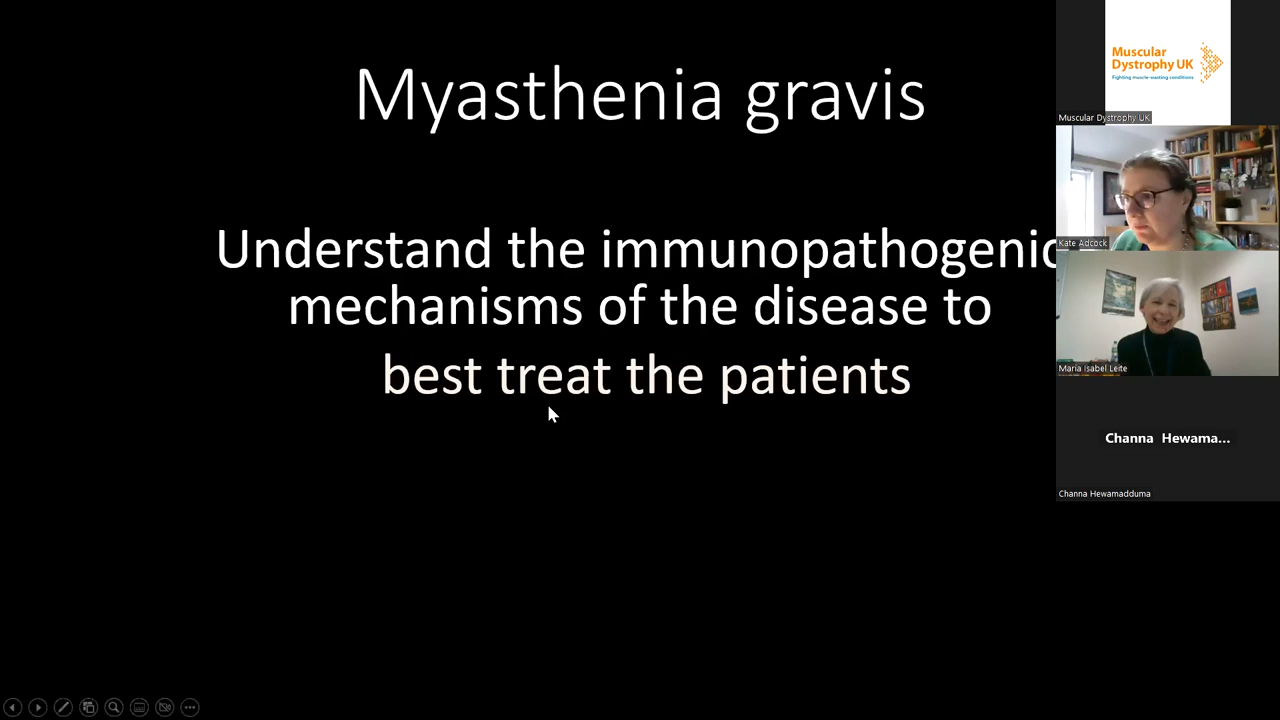 Myasthenia gravis
Understand the immunopathogenic
mechanisms of the disease to
best treat the patients
Muscular
Dystrophy UK
Fighting muscle-wasting conditions
Muscular Dystrophy UK
Kate Adcock
Maria Isabel Leite
Channa Hewama...
Channa Hewamadduma